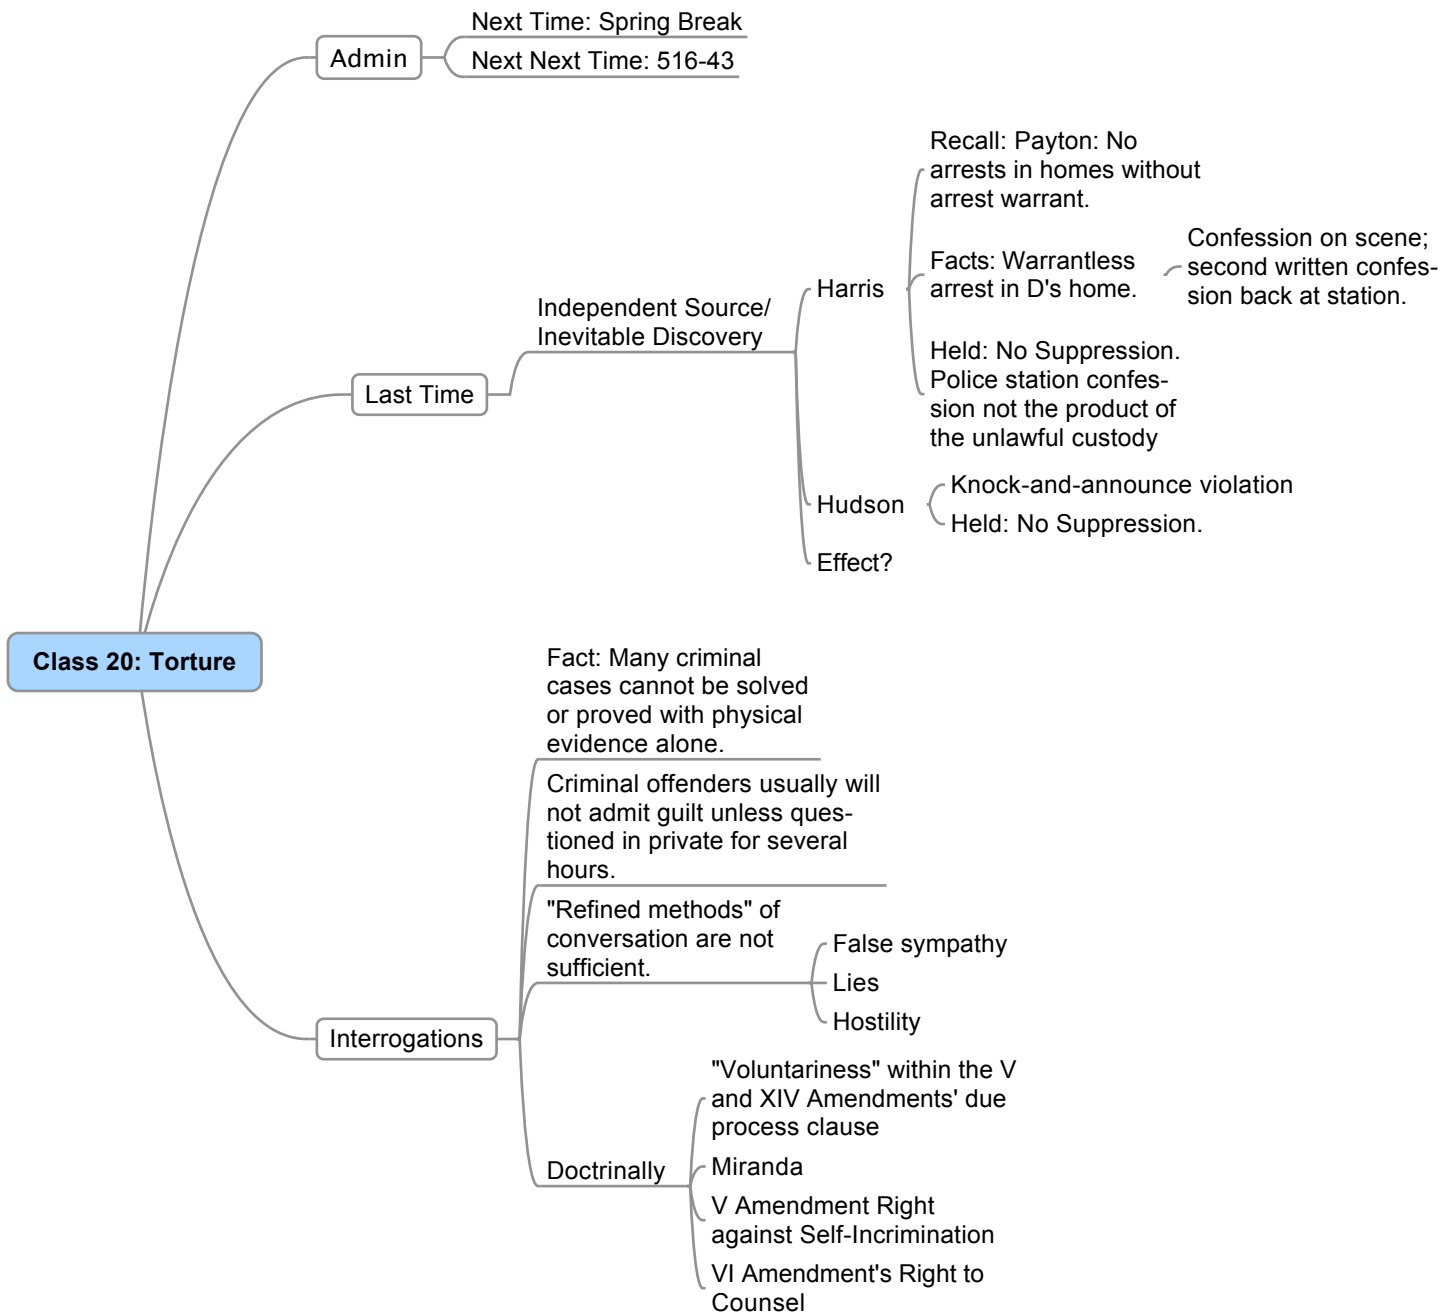 Class 20: Torture
Admin
Next Time: Spring Break
Next Next Time: 516-43
Last Time
Independent Source/
Inevitable Discovery
Harris
Recall: Payton: No
arrests in homes without
arrest warrant.
Facts: Warrantless
arrest in D's home.
Confession on scene;
second written confes-
sion back at station.
Held: No Suppression.
Police station confes-
sion not the product of
the unlawful custody
Hudson
Knock-and-announce violation
Held: No Suppression.
Effect?
Interrogations
Fact: Many criminal
cases cannot be solved
or proved with physical
evidence alone.
Criminal offenders usually will
not admit guilt unless ques-
tioned in private for several
hours.
"Refined methods" of
conversation are not
sufficient.
False sympathy
Lies
Hostility
Doctrinally
"Voluntariness" within the V
and XIV Amendments' due
process clause
Miranda
V Amendment Right
against Self-Incrimination
VI Amendment's Right to
Counsel